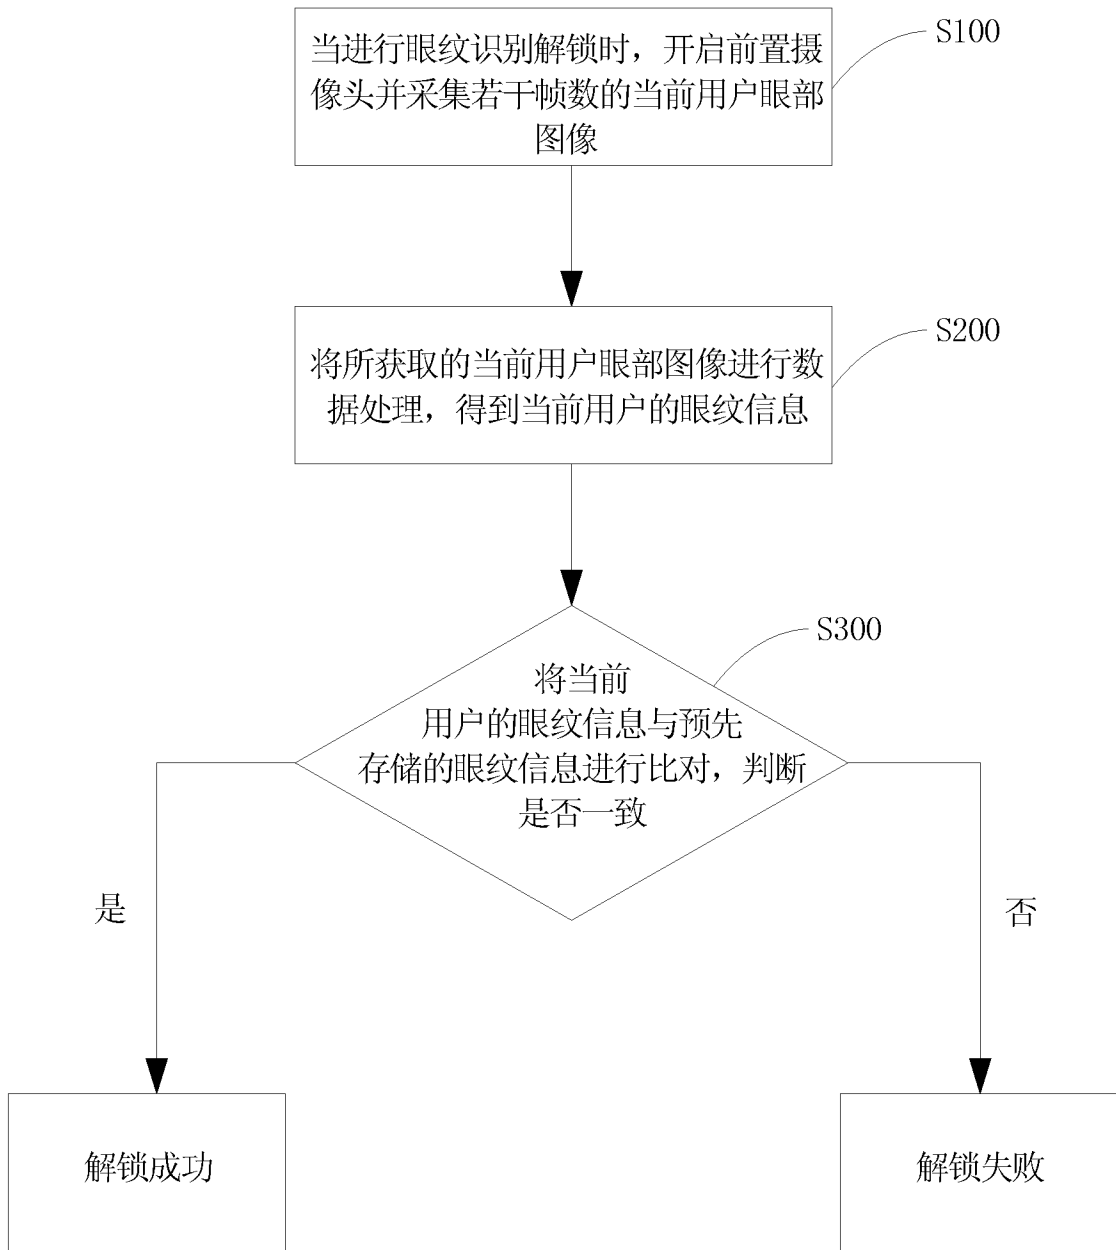 当进行眼纹识别解锁时，开启前置摄
像头并采集若干帧数的当前用户眼部
图像
S100
将所获取的当前用户眼部图像进行数
据处理，得到当前用户的眼纹信息
S200
S300
将当前
用户的眼纹信息与预先
存储的眼纹信息进行比对，判断
是否一致
是
否
解锁成功
解锁失败